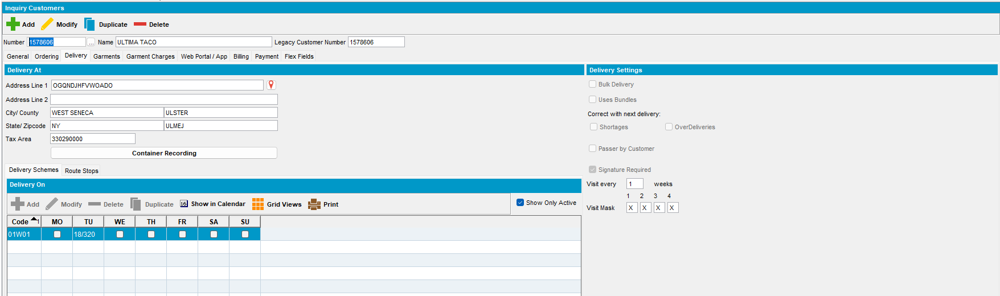 Inquiry Customers
Add Modify Duplicate Delete
Number 1578606 ... Name ULTIMA TACO Legacy Customer Number 1578606
General Ordering Delivery Garments Garment Charges Web Portal / App Billing Payment Flex Fields
Delivery At
Address Line 1 OGQNDJHFVWOADO
Address Line 2
City/ County WEST SENECA ULSTER
State/ Zipcode NY ULMEJ
Tax Area 330290000
Container Recording
Delivery Schemes Route Stops
Delivery On
Add Modify Delete Duplicate 16 Show in Calendar Grid Views Print Show Only Active
Code 1 MO TU WE TH FR SA SU
01W01 18/320
Delivery Settings
Bulk Delivery
Uses Bundles
Correct with next delivery:
Shortages OverDeliveries
Passer by Customer
Signature Required
Visit every 1 weeks
1 2 3 4
Visit Mask X X X X